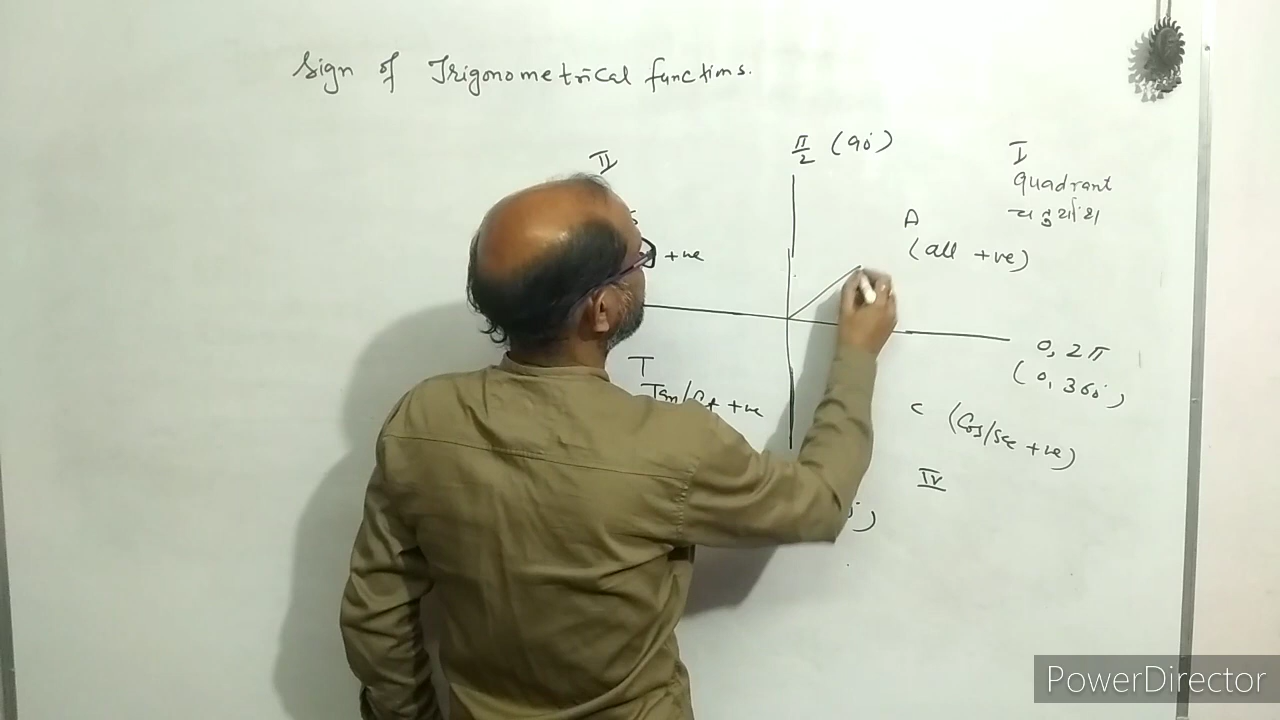 Sign of Trigonometrical functions.
π/2 (90°)
II
I
quadrant
चतुर्थांश
S
+ve
A
(all +ve)
0, 2π
(0, 360°)
T
Tan/Cot +ve
C (Cos/Sec +ve)
IV
PowerDirector